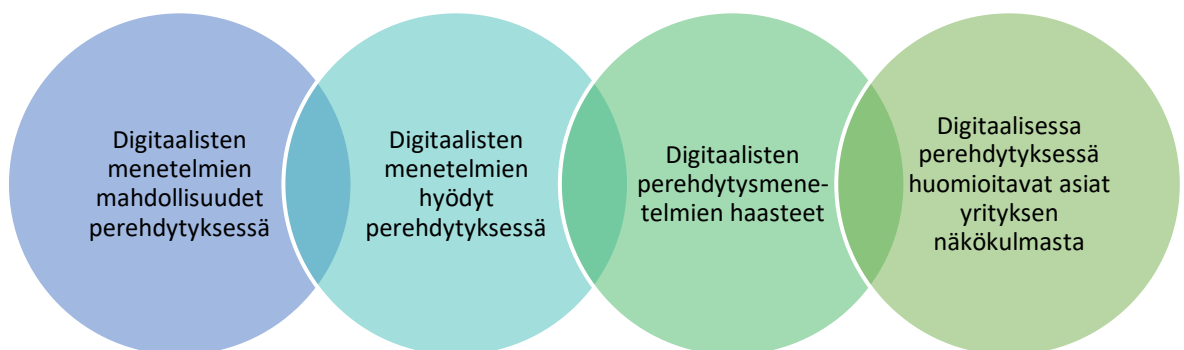 Digitaalisten
menetelmien
mahdollisuudet
perehdytyksessä
Digitaalisten
menetelmien
hyödyt
perehdytyksessä
Digitaalisten
perehdytysmene-
telmien haasteet
Digitaalisessa
perehdytyksessä
huomioitavat asiat
yrityksen
näkökulmasta